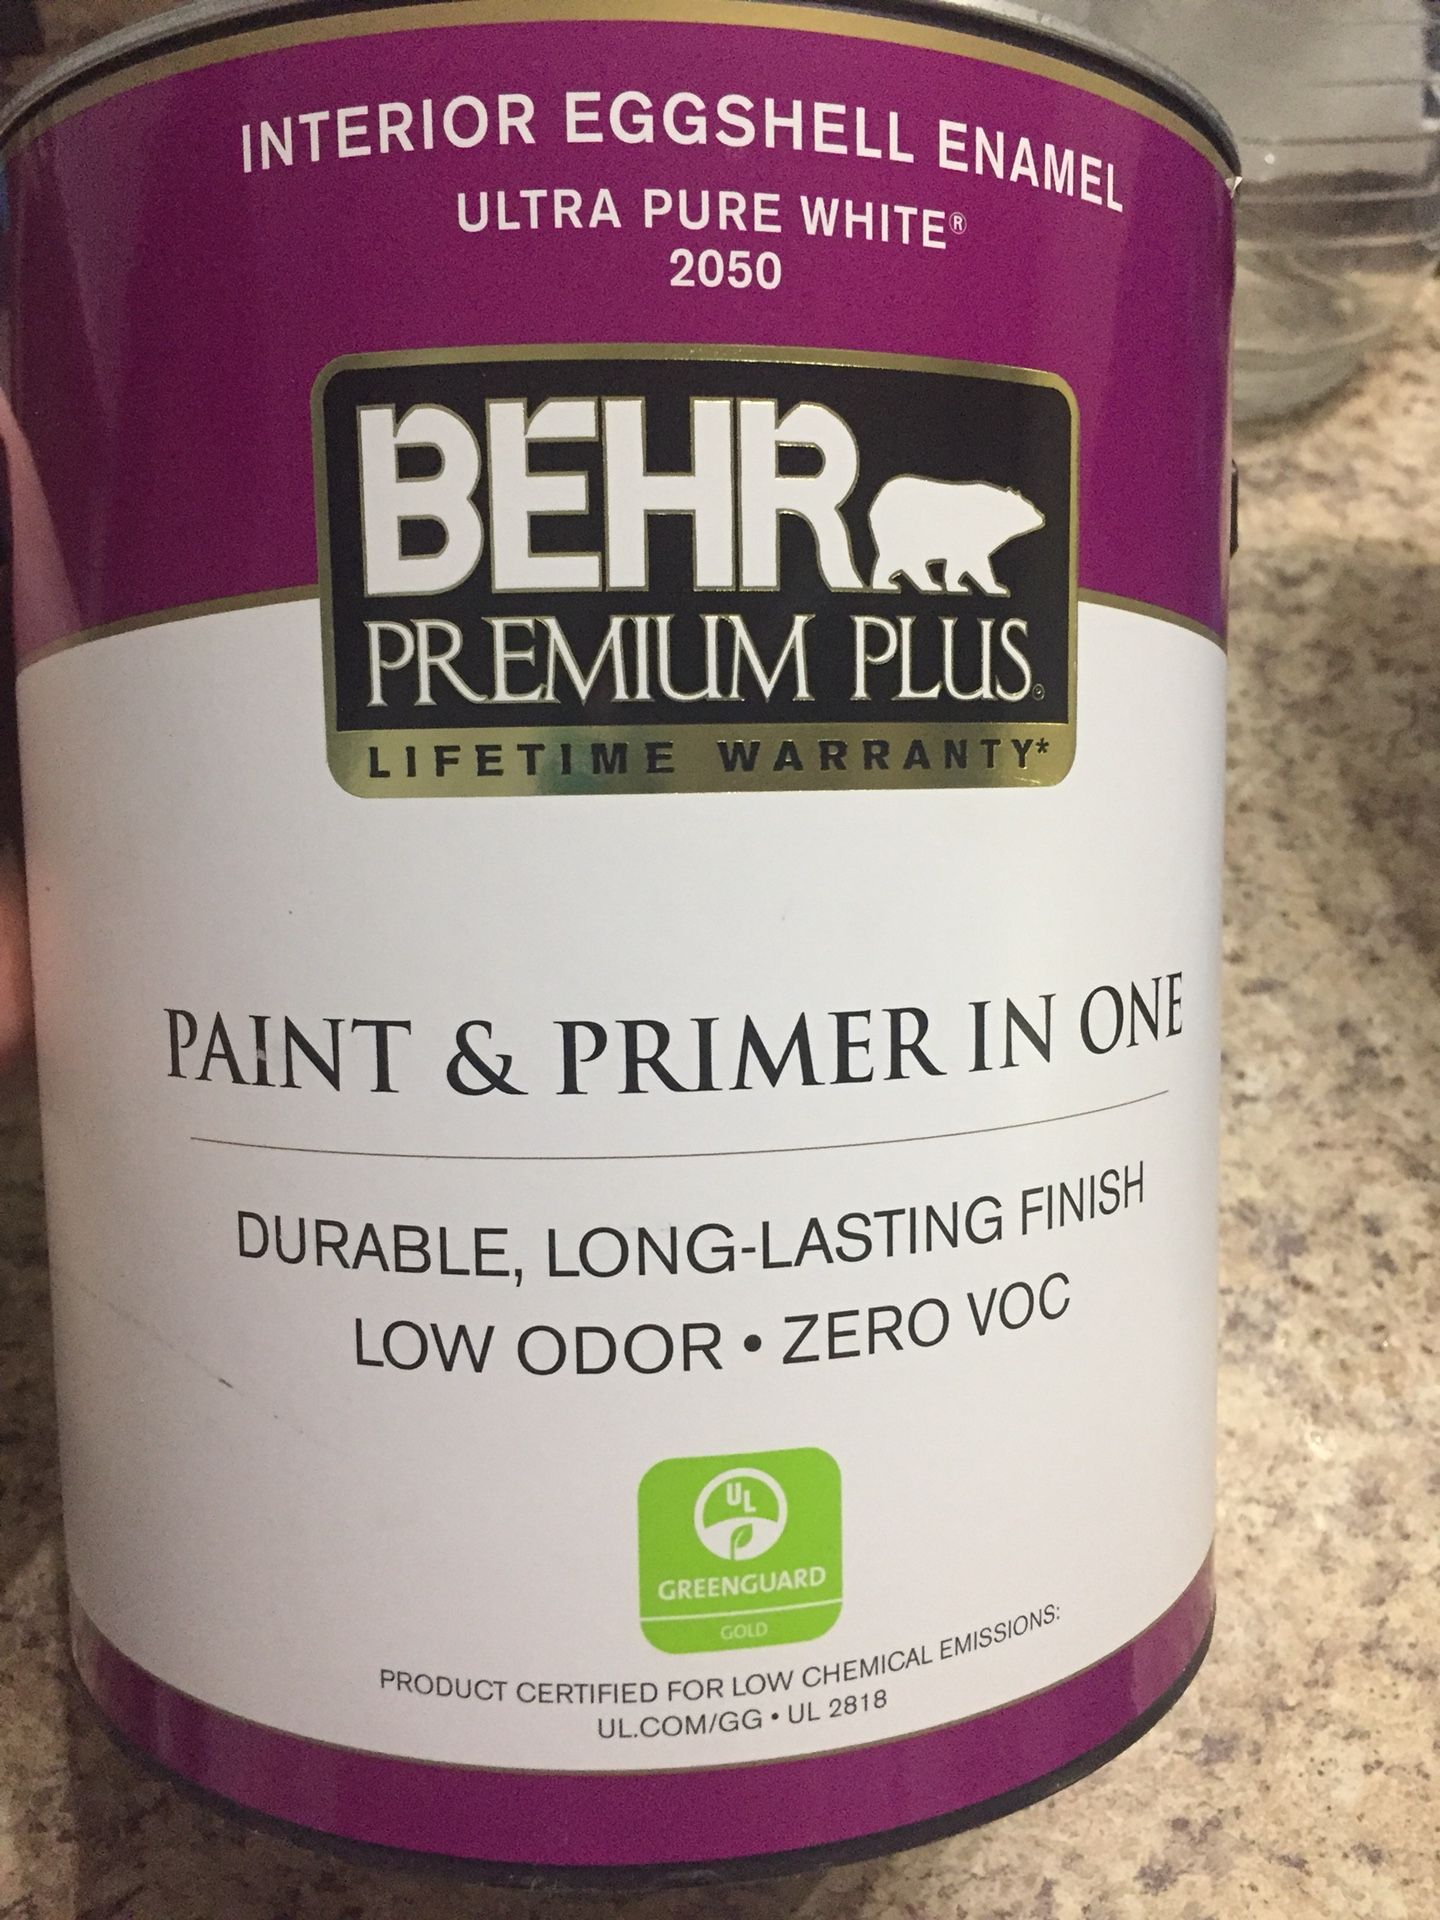 INTERIOR EGGSHELL ENAMEL
ULTRA PURE WHITE®
2050
BEHR
PREMIUM PLUS®
LIFETIME WARRANTY*
PAINT & PRIMER IN ONE
DURABLE, LONG-LASTING FINISH
LOW ODOR • ZERO VOC
UL
GREENGUARD
GOLD
PRODUCT CERTIFIED FOR LOW CHEMICAL EMISSIONS:
UL.COM/GG • UL 2818